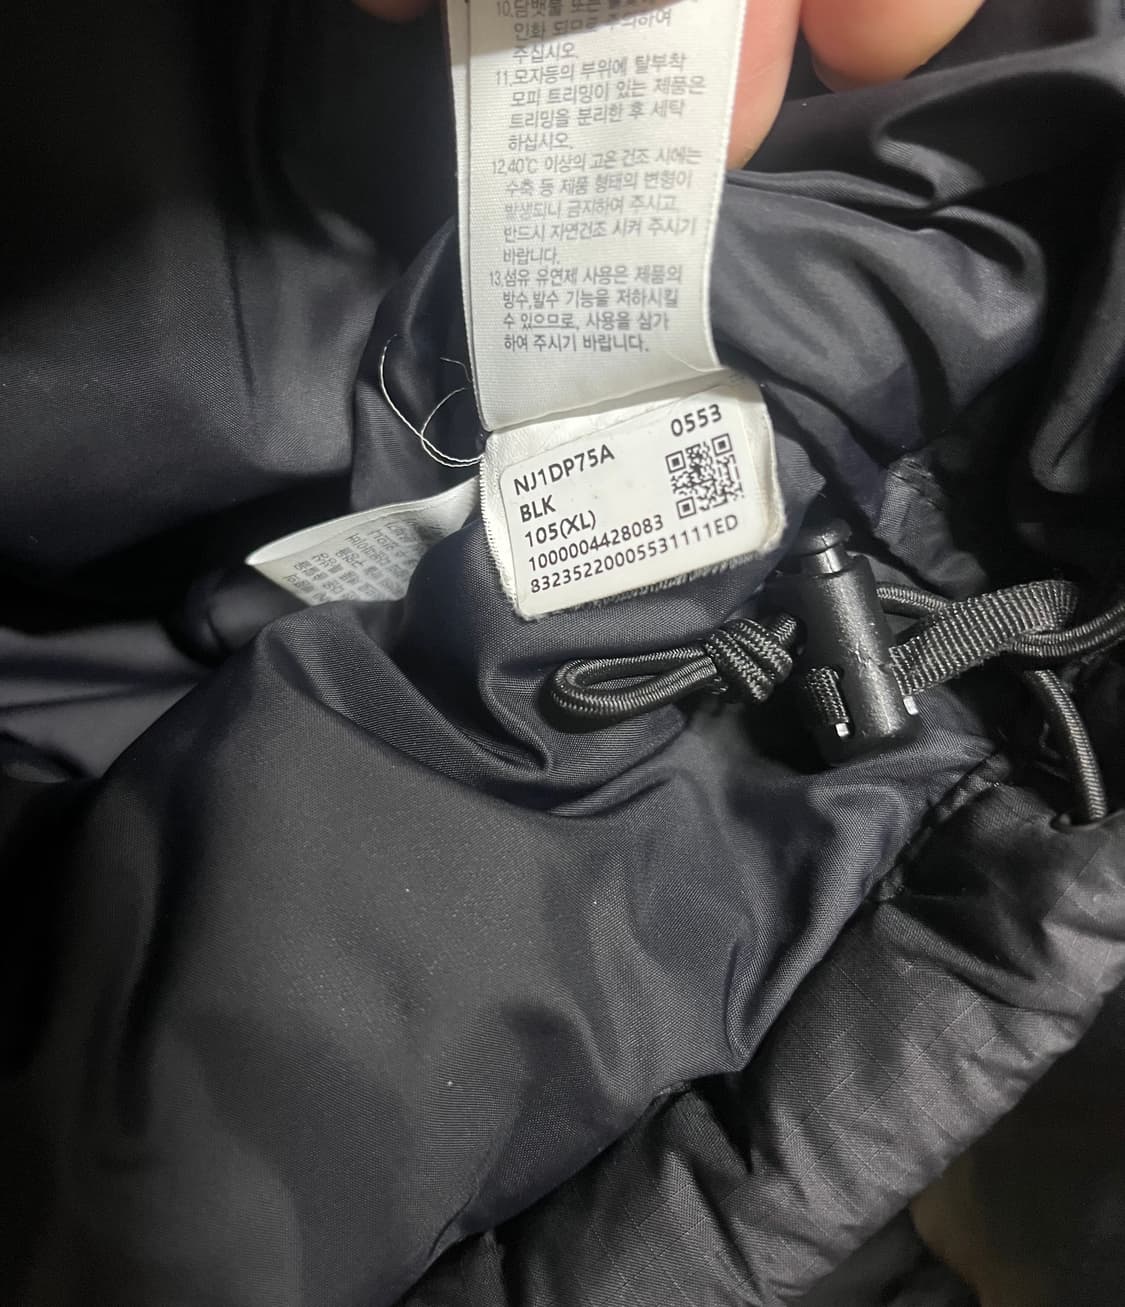 10.담뱃불 또는
인화 되므로 주의하여
주십시오.
11.모자등의 부위에 탈부착
모피 트리밍이 있는 제품은
트리밍을 분리한 후 세탁
하십시오.
12.40℃ 이상의 고온 건조 시에는
수축 등 제품 형태의 변형이
발생되니 금지하여 주시고
반드시 자연건조 시켜 주시기
바랍니다.
13.섬유 유연제 사용은 제품의
방수,발수 기능을 저하시킬
수 있으므로, 사용을 삼가
하여 주시기 바랍니다.
0553
NJ1DP75A
BLK
105(XL)
1000004428083
83235220005531111ED